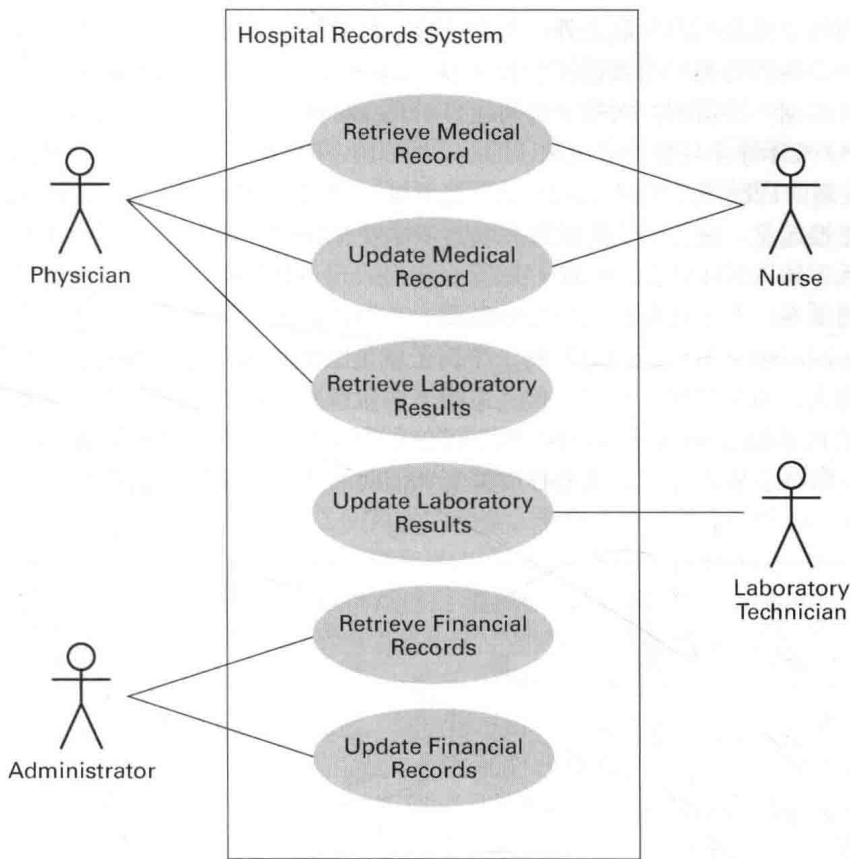 Hospital Records System
Retrieve Medical
Record
Physician
Update Medical
Record
Nurse
Retrieve Laboratory
Results
Update Laboratory
Results
Laboratory
Technician
Retrieve Financial
Records
Administrator
Update Financial
Records